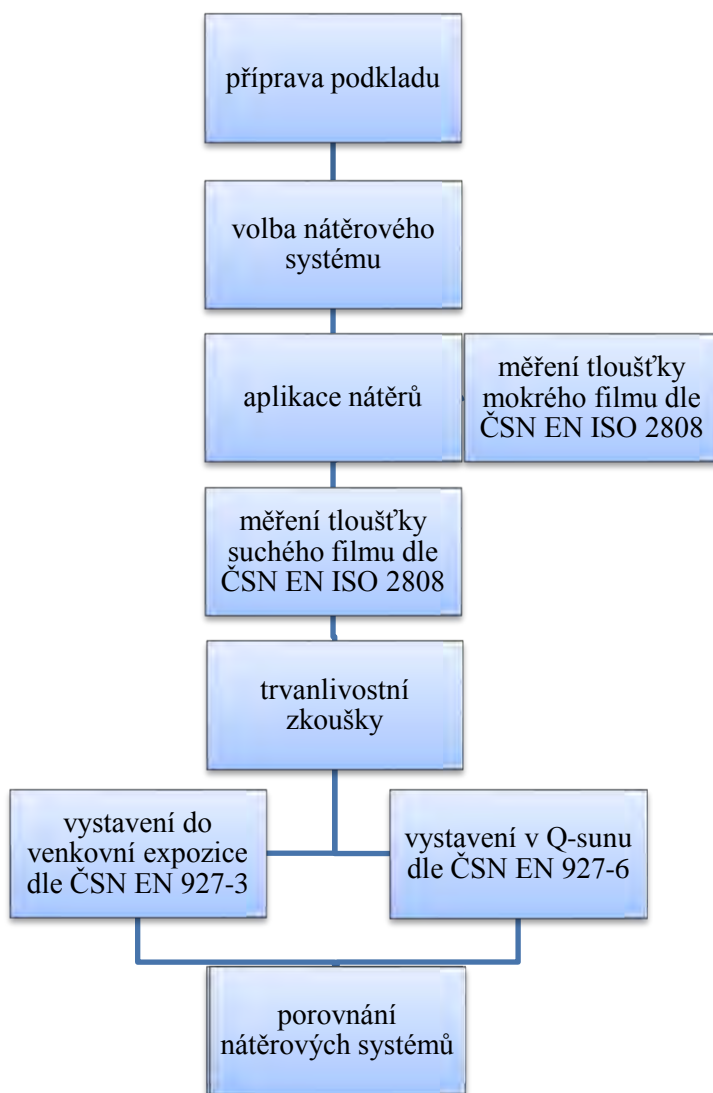 příprava podkladu
volba nátěrového
systému
aplikace nátěrů
měření tloušťky
mokrého filmu dle
ČSN EN ISO 2808
měření tloušťky
suchého filmu dle
ČSN EN ISO 2808
trvanlivostní
zkoušky
vystavení do
venkovní expozice
dle ČSN EN 927-3
vystavení v Q-sunu
dle ČSN EN 927-6
porovnání
nátěrových systémů